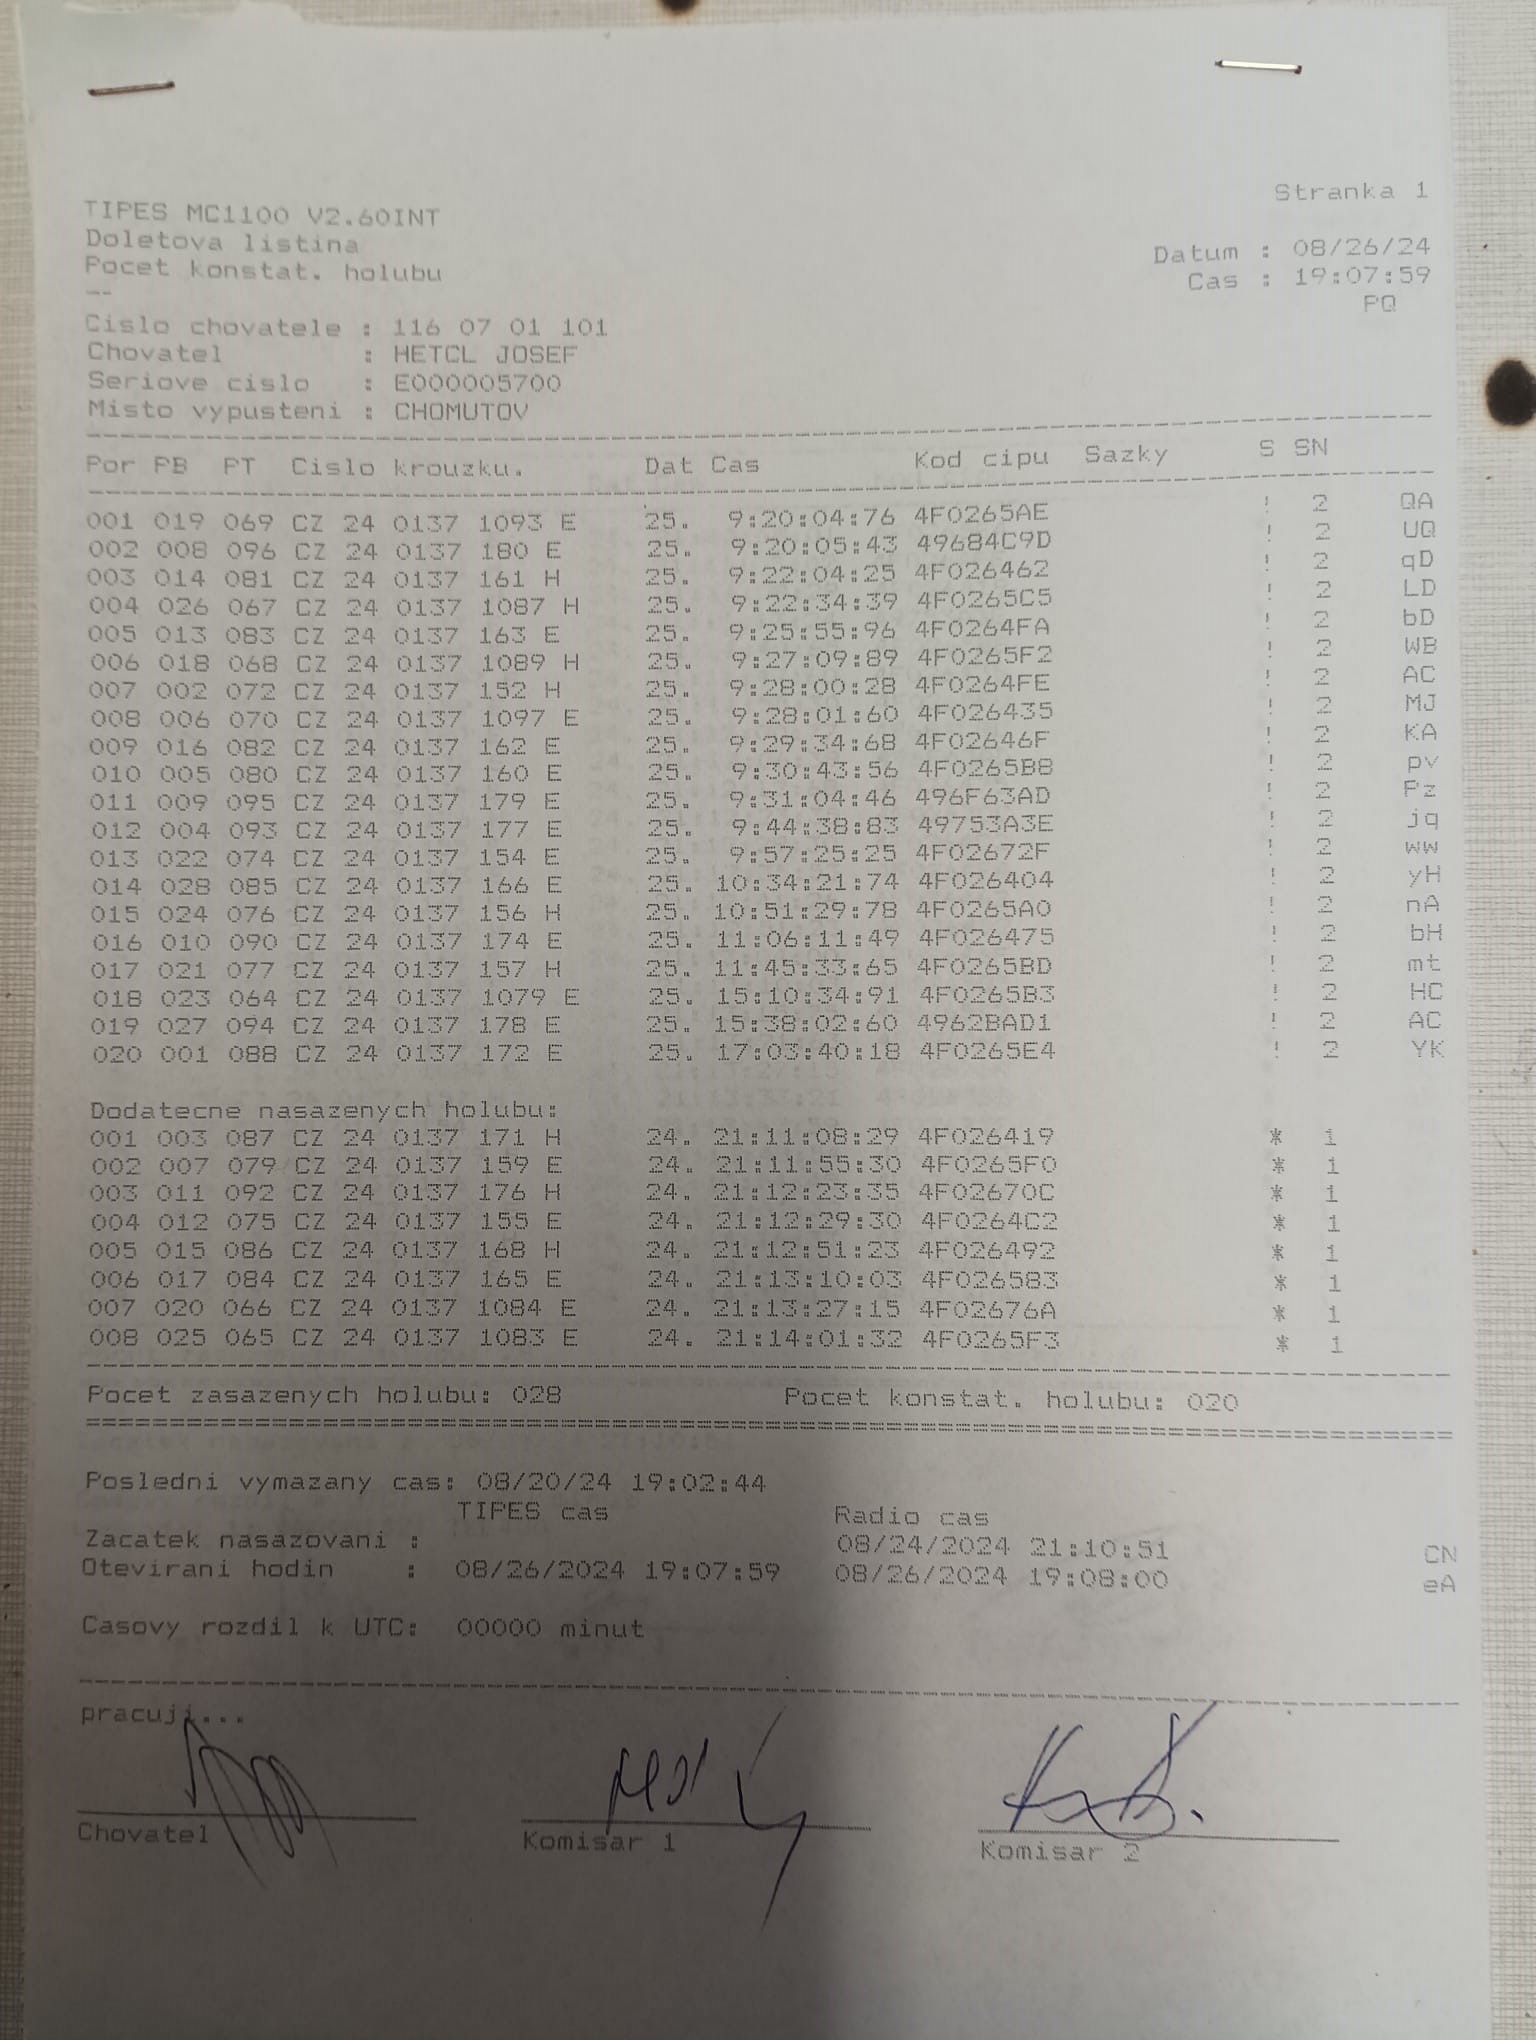 Stranka 1
TIPES MC1100 V2.60INT
Doletova listina
Datum : 08/26/24
Pocet konstat. holubu
Cas : 19:07:59
--
PQ
Cislo chovatele : 116 07 01 101
Chovatel : HETCL JOSEF
Seriove cislo : E000005700
Misto vypusteni : CHOMUTOV
Por PB PT Cislo krouzku. Dat Cas Kod cipu Sazky S SN
001 019 069 CZ 24 0137 1093 E 25. 9:20:04:76 4F0265AE ! 2 QA
002 008 096 CZ 24 0137 180 E 25. 9:20:05:43 49684C9D ! 2 UQ
003 014 081 CZ 24 0137 161 H 25. 9:22:04:25 4F026462 ! 2 qD
004 026 067 CZ 24 0137 1087 H 25. 9:22:34:39 4F0265C5 ! 2 LD
005 013 083 CZ 24 0137 163 E 25. 9:25:55:96 4F0264FA ! 2 bD
006 018 068 CZ 24 0137 1089 H 25. 9:27:09:89 4F0265F2 ! 2 WB
007 002 072 CZ 24 0137 152 H 25. 9:28:00:28 4F0264FE ! 2 AC
008 006 070 CZ 24 0137 1097 E 25. 9:28:01:60 4F026435 ! 2 MJ
009 016 082 CZ 24 0137 162 E 25. 9:29:34:68 4F02646F ! 2 KA
010 005 080 CZ 24 0137 160 E 25. 9:30:43:56 4F0265B8 ! 2 pv
011 009 095 CZ 24 0137 179 E 25. 9:31:04:46 496F63AD ! 2 Pz
012 004 093 CZ 24 0137 177 E 25. 9:44:38:83 49753A3E ! 2 jq
013 022 074 CZ 24 0137 154 E 25. 9:57:25:25 4F02672F ! 2 ww
014 028 085 CZ 24 0137 166 E 25. 10:34:21:74 4F026404 ! 2 yH
015 024 076 CZ 24 0137 156 H 25. 10:51:29:78 4F0265A0 ! 2 nA
016 010 090 CZ 24 0137 174 E 25. 11:06:11:49 4F026475 ! 2 bH
017 021 077 CZ 24 0137 157 H 25. 11:45:33:65 4F0265BD ! 2 mt
018 023 064 CZ 24 0137 1079 E 25. 15:10:34:91 4F0265B3 ! 2 HC
019 027 094 CZ 24 0137 178 E 25. 15:38:02:60 4962BAD1 ! 2 AC
020 001 088 CZ 24 0137 172 E 25. 17:03:40:18 4F0265E4 ! 2 YK
Dodatecne nasazenych holubu:
001 003 087 CZ 24 0137 171 H 24. 21:11:08:29 4F026419 * 1
002 007 079 CZ 24 0137 159 E 24. 21:11:55:30 4F0265F0 * 1
003 011 092 CZ 24 0137 176 H 24. 21:12:23:35 4F02670C * 1
004 012 075 CZ 24 0137 155 E 24. 21:12:29:30 4F0264C2 * 1
005 015 086 CZ 24 0137 168 H 24. 21:12:51:23 4F026492 * 1
006 017 084 CZ 24 0137 165 E 24. 21:13:10:03 4F026583 * 1
007 020 066 CZ 24 0137 1084 E 24. 21:13:27:15 4F02676A * 1
008 025 065 CZ 24 0137 1083 E 24. 21:14:01:32 4F0265F3 * 1
Pocet zasazenych holubu: 028 Pocet konstat. holubu: 020
Posledni vymazany cas: 08/20/24 19:02:44
TIPES cas Radio cas
Zacatek nasazovani : 08/24/2024 21:10:51 CN
Otevirani hodin : 08/26/2024 19:07:59 08/26/2024 19:08:00 eA
Casovy rozdil k UTC: 00000 minut
pracuji...
Chovatel Komisar 1 Komisar 2